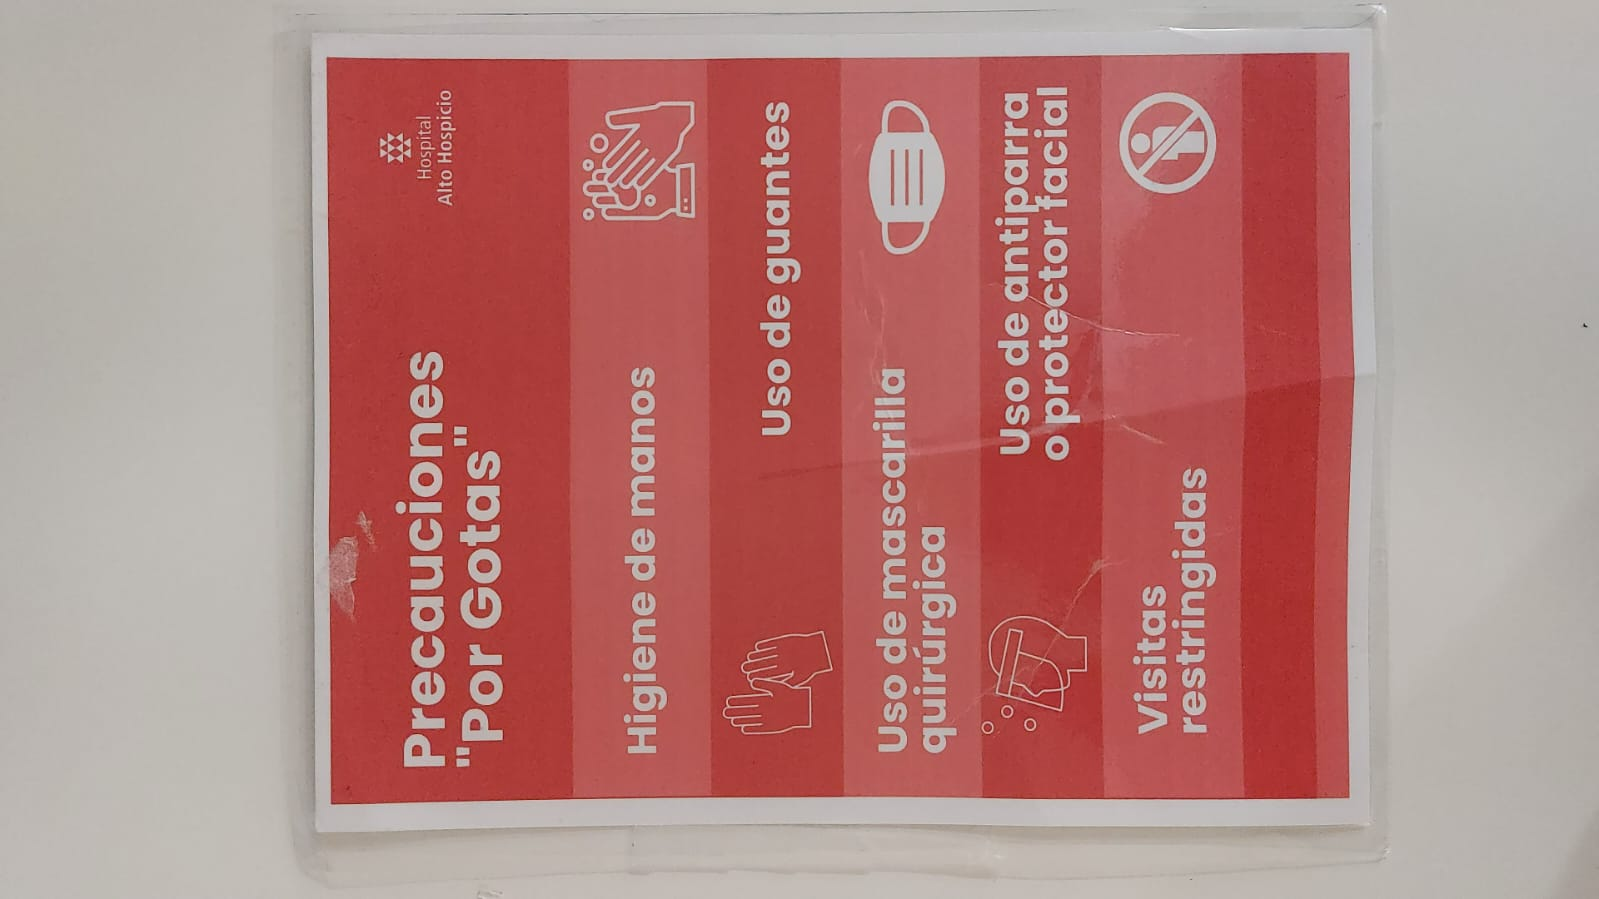 Precauciones
"Por Gotas"
Hospital
Alto Hospicio
Higiene de manos
Uso de guantes
Uso de mascarilla
quirúrgica
Uso de antiparra
o protector facial
Visitas
restringidas